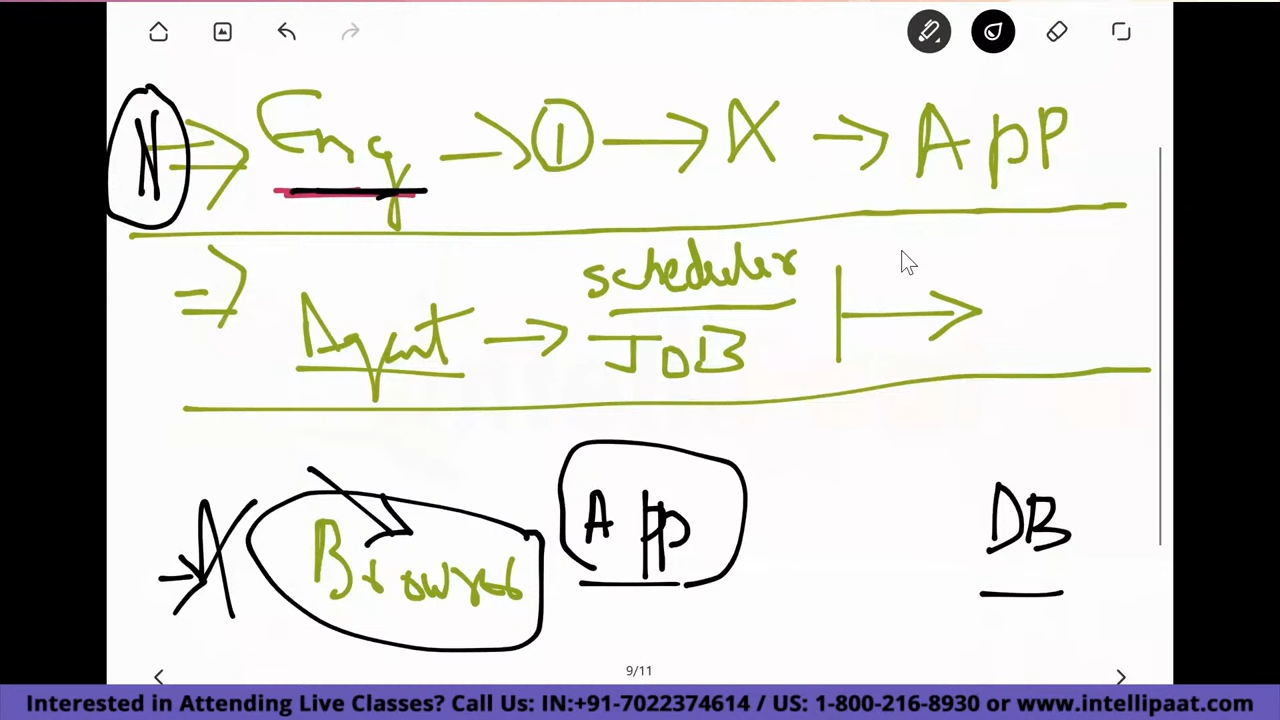 N ⇒ Enq → ① → X → APP
scheduler
⇒ Agent → JOB |→
X Browser App DB
9/11
Interested in Attending Live Classes? Call Us: IN:+91-7022374614 / US: 1-800-216-8930 or www.intellipaat.com